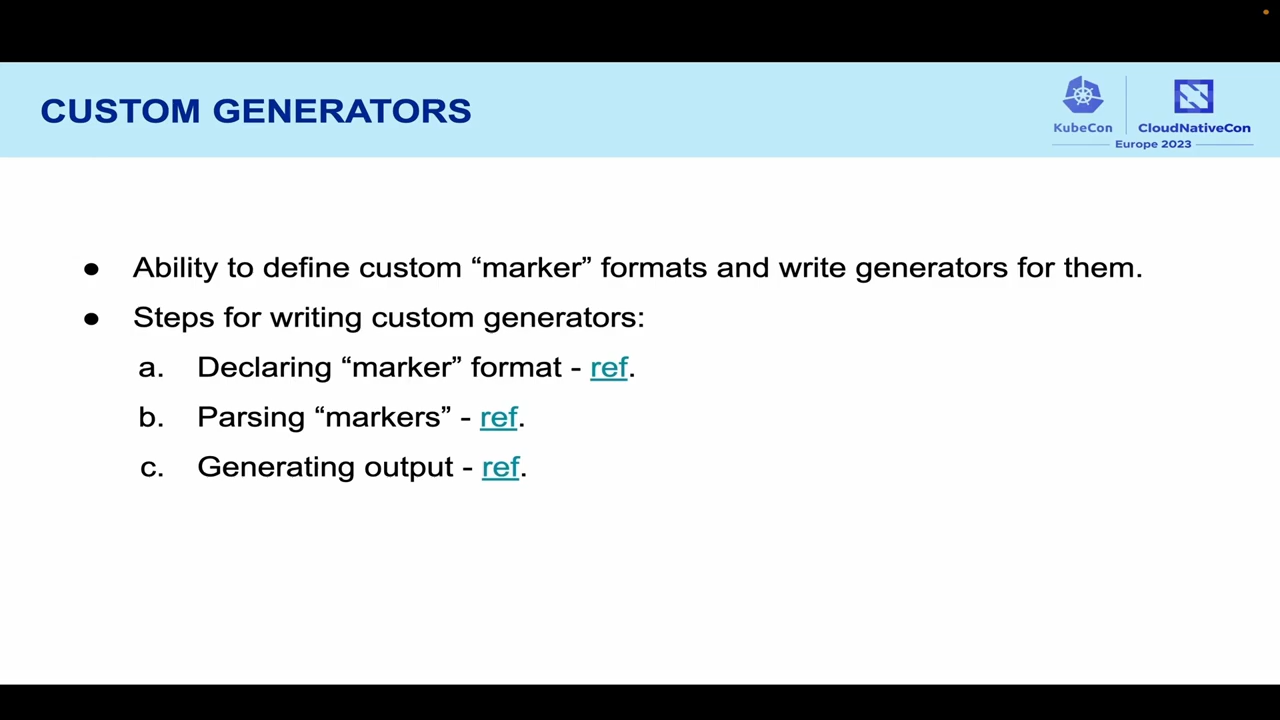 CUSTOM GENERATORS
KubeCon
CloudNativeCon
Europe 2023
● Ability to define custom “marker” formats and write generators for them.
● Steps for writing custom generators:
a. Declaring “marker” format - ref.
b. Parsing “markers” - ref.
c. Generating output - ref.